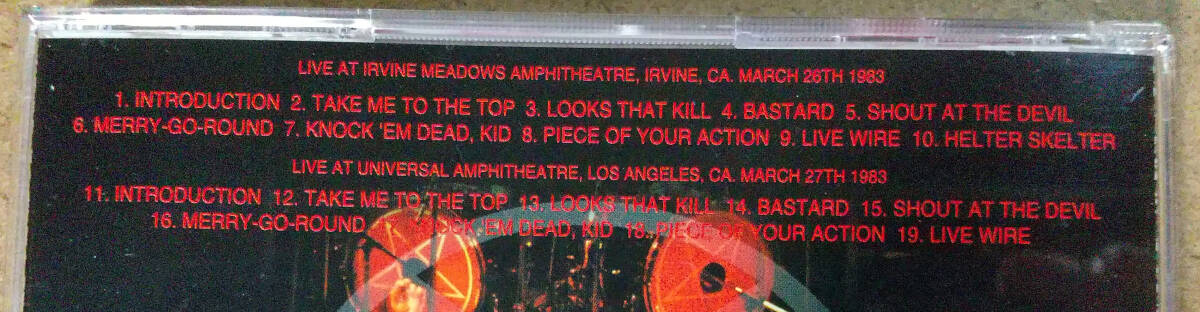 LIVE AT IRVINE MEADOWS AMPHITHEATRE, IRVINE, CA. MARCH 26TH 1983
1. INTRODUCTION 2. TAKE ME TO THE TOP 3. LOOKS THAT KILL 4. BASTARD 5. SHOUT AT THE DEVIL
6. MERRY-GO-ROUND 7. KNOCK 'EM DEAD, KID 8. PIECE OF YOUR ACTION 9. LIVE WIRE 10. HELTER SKELTER
LIVE AT UNIVERSAL AMPHITHEATRE, LOS ANGELES, CA. MARCH 27TH 1983
11. INTRODUCTION 12. TAKE ME TO THE TOP 13. LOOKS THAT KILL 14. BASTARD 15. SHOUT AT THE DEVIL
16. MERRY-GO-ROUND 'EM DEAD, KID 18. PIECE OF YOUR ACTION 19. LIVE WIRE